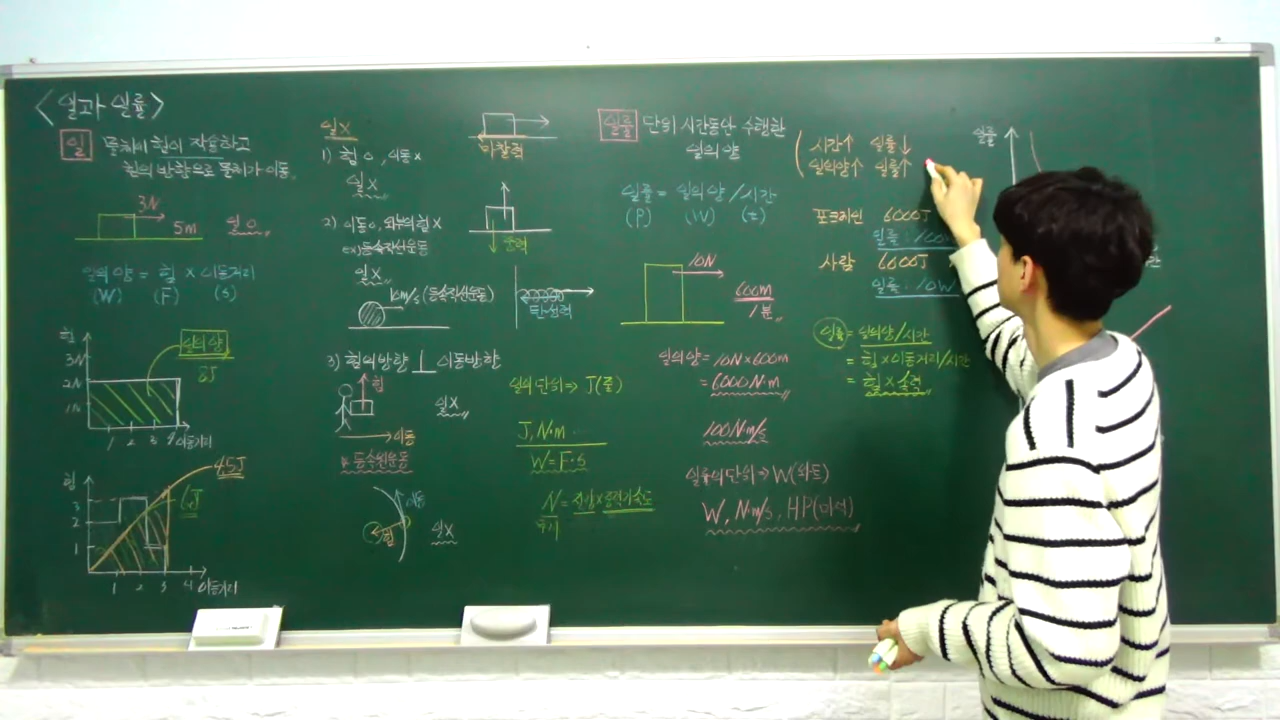 <일과 일률>
일 물체에 힘이 작용하고
힘의 방향으로 물체가 이동
3N
5m 일 O
일의 양 = 힘 × 이동거리
(W) (F) (s)
힘
3N
2N
1N
1 2 3 4 이동거리
일의 양
6J
힘
3
2
1
1 2 3 4 이동거리
4.5J
6J
일 X
1) 힘 O, 이동 X
일 X
2) 이동 O, 외부의 힘 X
ex) 등속직선운동
일 X
10m/s (등속직선운동)
3) 힘의 방향 ⊥ 이동방향
힘
일 X
이동
등속원운동
이동
힘
일 X
마찰력
중력
탄성력
일의 단위 ⇒ J(줄)
J, N·m
W = F·s
N = 질량 × 중력가속도
무게
일률 단위 시간동안 수행한
일의 양
일률 = 일의 양 / 시간
(P) (W) (t)
10N
600m
1분
일의 양 = 10N × 600m
= 6000N·m
100N·m/s
일률의 단위 ⇒ W(와트)
W, N·m/s, HP(마력)
시간↑ 일률↓
일의양↑ 일률↑
포크레인 6000J
일률 : 100
사람 6000J
일률 : 10W
일률 = 일의양/시간
= 힘 × 이동거리/시간
= 힘 × 속력
일률